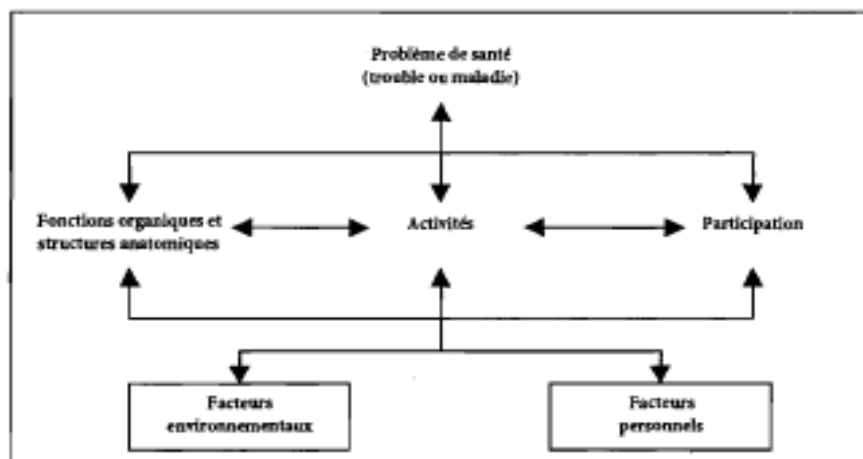 Problème de santé
(trouble ou maladie)
Fonctions organiques et
structures anatomiques
Activités
Participation
Facteurs
environnementaux
Facteurs
personnels